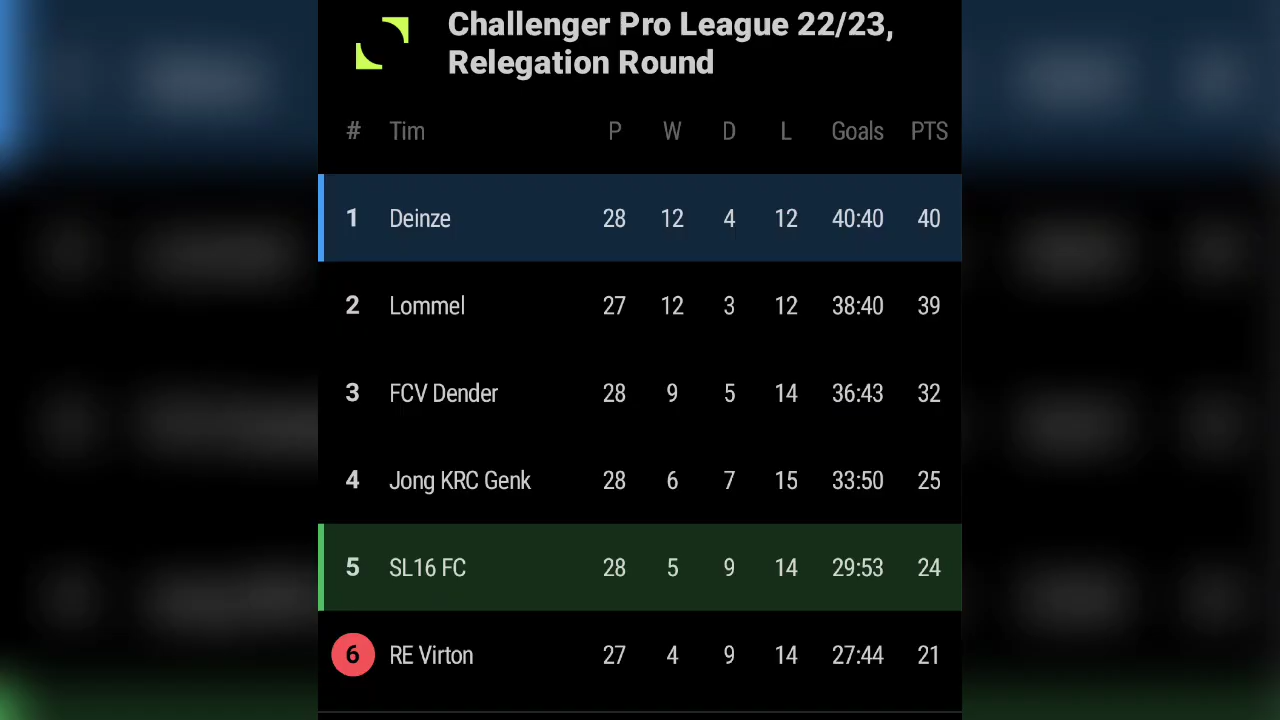 Challenger Pro League 22/23,
Relegation Round
# Tim P W D L Goals PTS
1 Deinze 28 12 4 12 40:40 40
2 Lommel 27 12 3 12 38:40 39
3 FCV Dender 28 9 5 14 36:43 32
4 Jong KRC Genk 28 6 7 15 33:50 25
5 SL16 FC 28 5 9 14 29:53 24
6 RE Virton 27 4 9 14 27:44 21